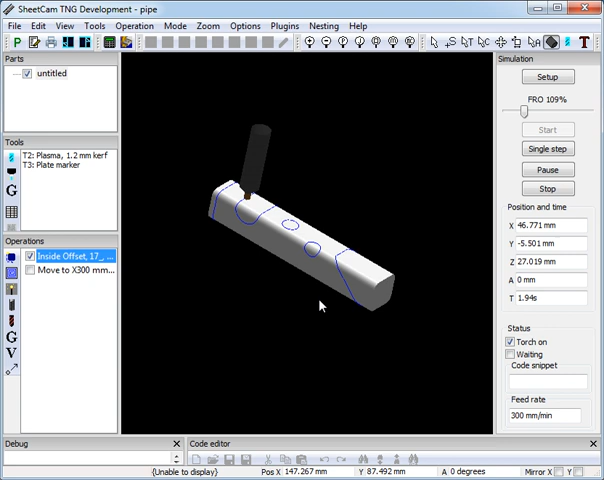 SheetCam TNG Development - pipe
File Edit View Tools Operation Mode Zoom Options Plugins Nesting Help
P G S C A T
Parts
untitled
Tools
T2: Plasma, 1.2 mm kerf
T3: Plate marker
G
Operations
Inside Offset, 17_, ...
Move to X300 mm...
G
V
Simulation
Setup
FRO 109%
Start
Single step
Pause
Stop
Position and time
X 46.771 mm
Y -5.501 mm
Z 27.019 mm
A 0 mm
T 1.94s
Status
Torch on
Waiting
Code snippet
Feed rate
300 mm/min
Debug
Code editor
{Unable to display} Pos X 147.267 mm Y 87.492 mm A 0 degrees Mirror X Y